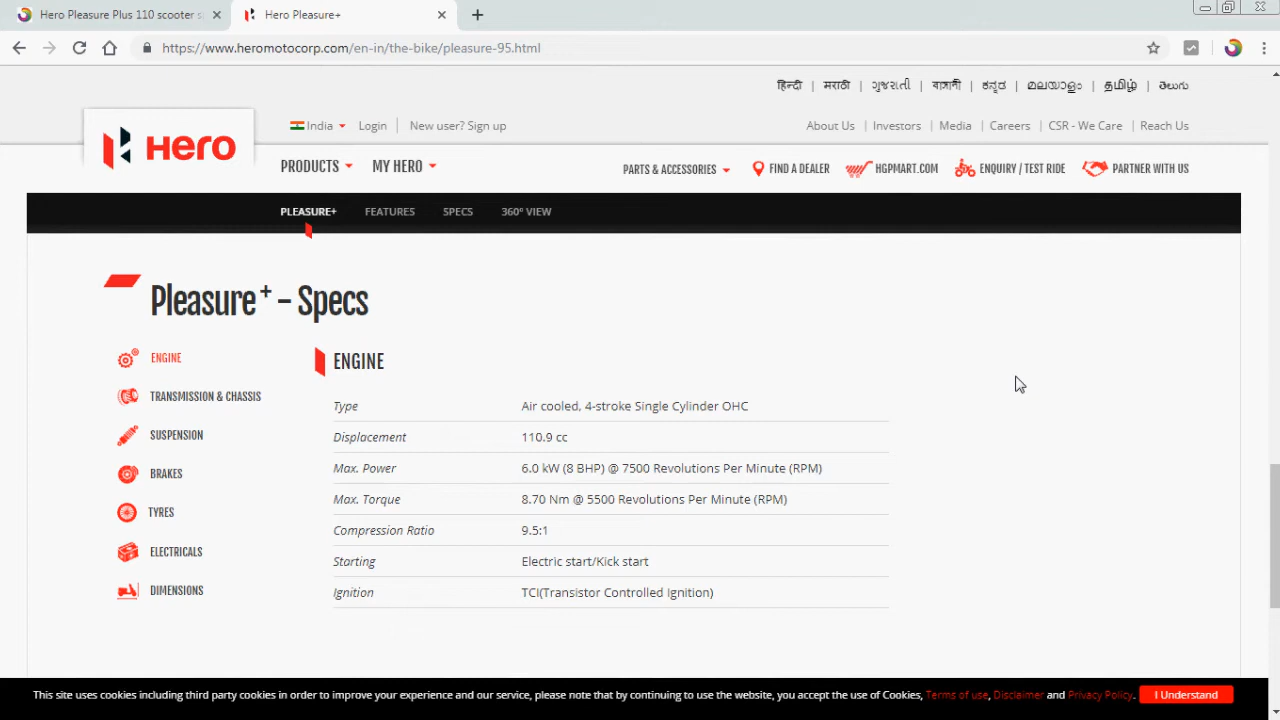 Hero Pleasure Plus 110 scooter s
Hero Pleasure+
https://www.heromotocorp.com/en-in/the-bike/pleasure-95.html
हिन्दी | मराठी | ગુજરાતી | বাঙ্গালী | ಕನ್ನಡ | മലയാളം | தமிழ் | తెలుగు
India Login New user? Sign up
About Us | Investors | Media | Careers | CSR - We Care | Reach Us
Hero
PRODUCTS MY HERO
PARTS & ACCESSORIES FIND A DEALER HGPMART.COM ENQUIRY / TEST RIDE PARTNER WITH US
PLEASURE+ FEATURES SPECS 360° VIEW
Pleasure+ – Specs
ENGINE
TRANSMISSION & CHASSIS
SUSPENSION
BRAKES
TYRES
ELECTRICALS
DIMENSIONS
ENGINE
Type Air cooled, 4-stroke Single Cylinder OHC
Displacement 110.9 cc
Max. Power 6.0 kW (8 BHP) @ 7500 Revolutions Per Minute (RPM)
Max. Torque 8.70 Nm @ 5500 Revolutions Per Minute (RPM)
Compression Ratio 9.5:1
Starting Electric start/Kick start
Ignition TCI(Transistor Controlled Ignition)
This site uses cookies including third party cookies in order to improve your experience and our service, please note that by continuing to use the website, you accept the use of Cookies, Terms of use, Disclaimer and Privacy Policy. I Understand